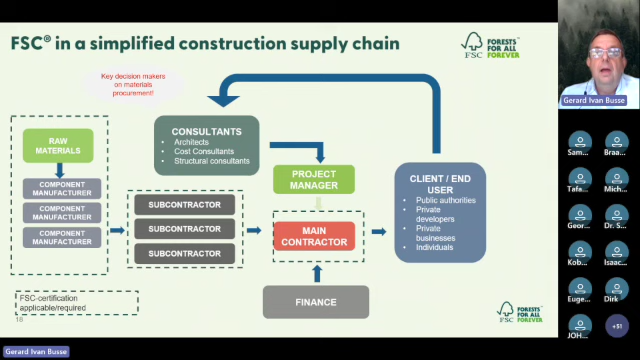 FSC® in a simplified construction supply chain
FSC
FORESTS
FOR ALL
FOREVER
Key decision makers
on materials
procurement!
RAW
MATERIALS
COMPONENT
MANUFACTURER
COMPONENT
MANUFACTURER
COMPONENT
MANUFACTURER
CONSULTANTS
• Architects
• Cost Consultants
• Structural consultants
SUBCONTRACTOR
SUBCONTRACTOR
SUBCONTRACTOR
PROJECT
MANAGER
MAIN
CONTRACTOR
FINANCE
CLIENT / END
USER
• Public authorities
• Private
developers
• Private
businesses
• Individuals
FSC-certification
applicable/required
18
FSC
FORESTS
FOR ALL
FOREVER
Gerard Ivan Busse
Sam...
Braa...
Tafa...
Mich...
Geor...
Dr. S...
Kob...
Isaac...
Euge...
Dirk
JOH...
+31
Gerard Ivan Busse